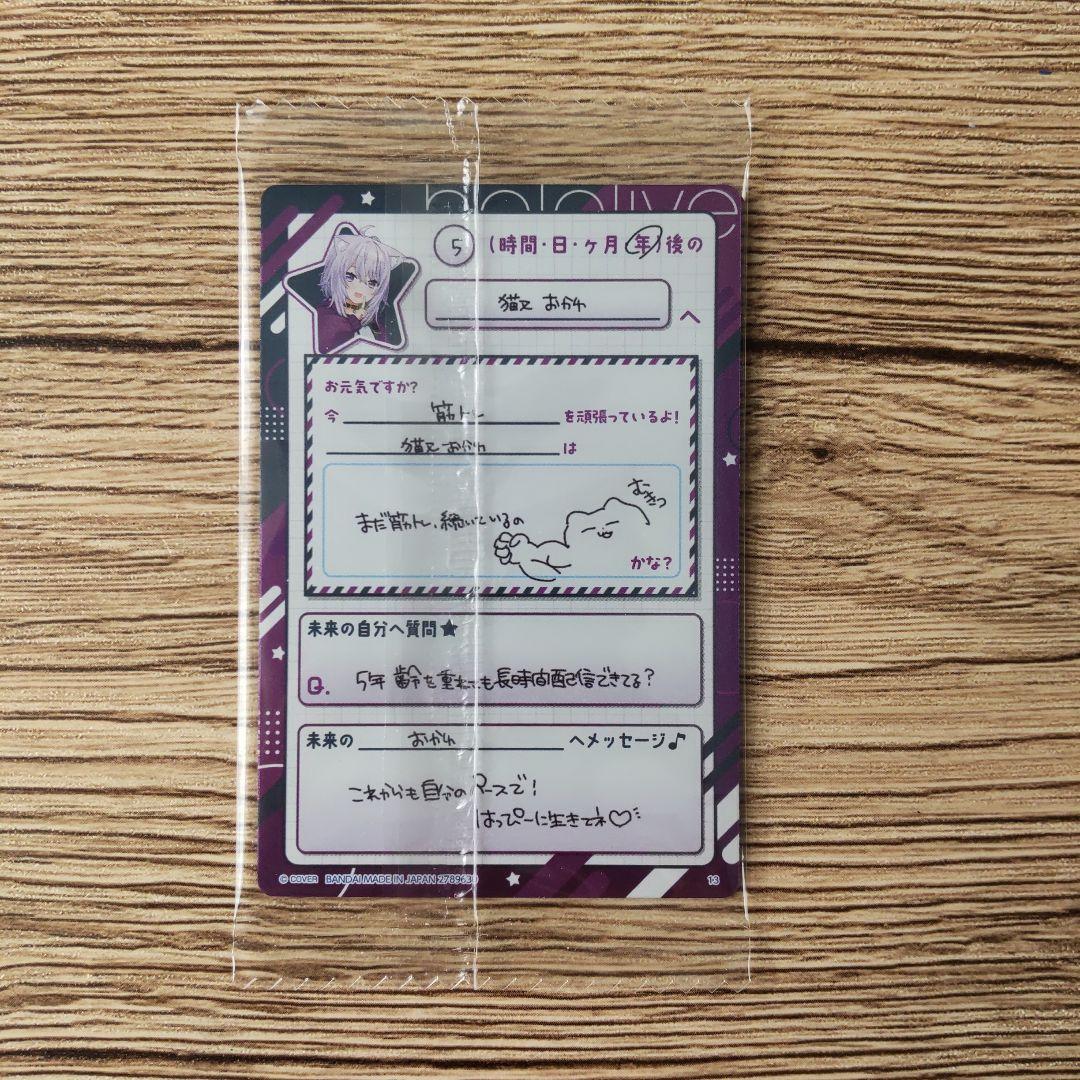 hololive
5 (時間・日・ヶ月・年)後の
猫又 おかゆ
へ
お元気ですか?
今 筋トレ を頑張っているよ!
猫又 おかゆ は
むきっ
まだ筋トレ、続いているの
かな?
未来の自分へ質問★
Q. 5年 齢を重ねても長時間配信できてる?
未来の おかゆ へメッセージ♪
これからも自分のペースで!
はっぴーに生きてネ♡
© COVER BANDAI MADE IN JAPAN 2789630
13